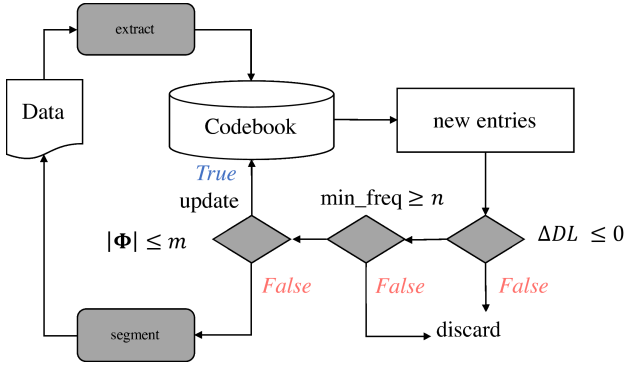 extract
Data
Codebook
new entries
True
update
min_freq ≥ n
|Φ| ≤ m
ΔDL ≤ 0
False
False
False
segment
discard